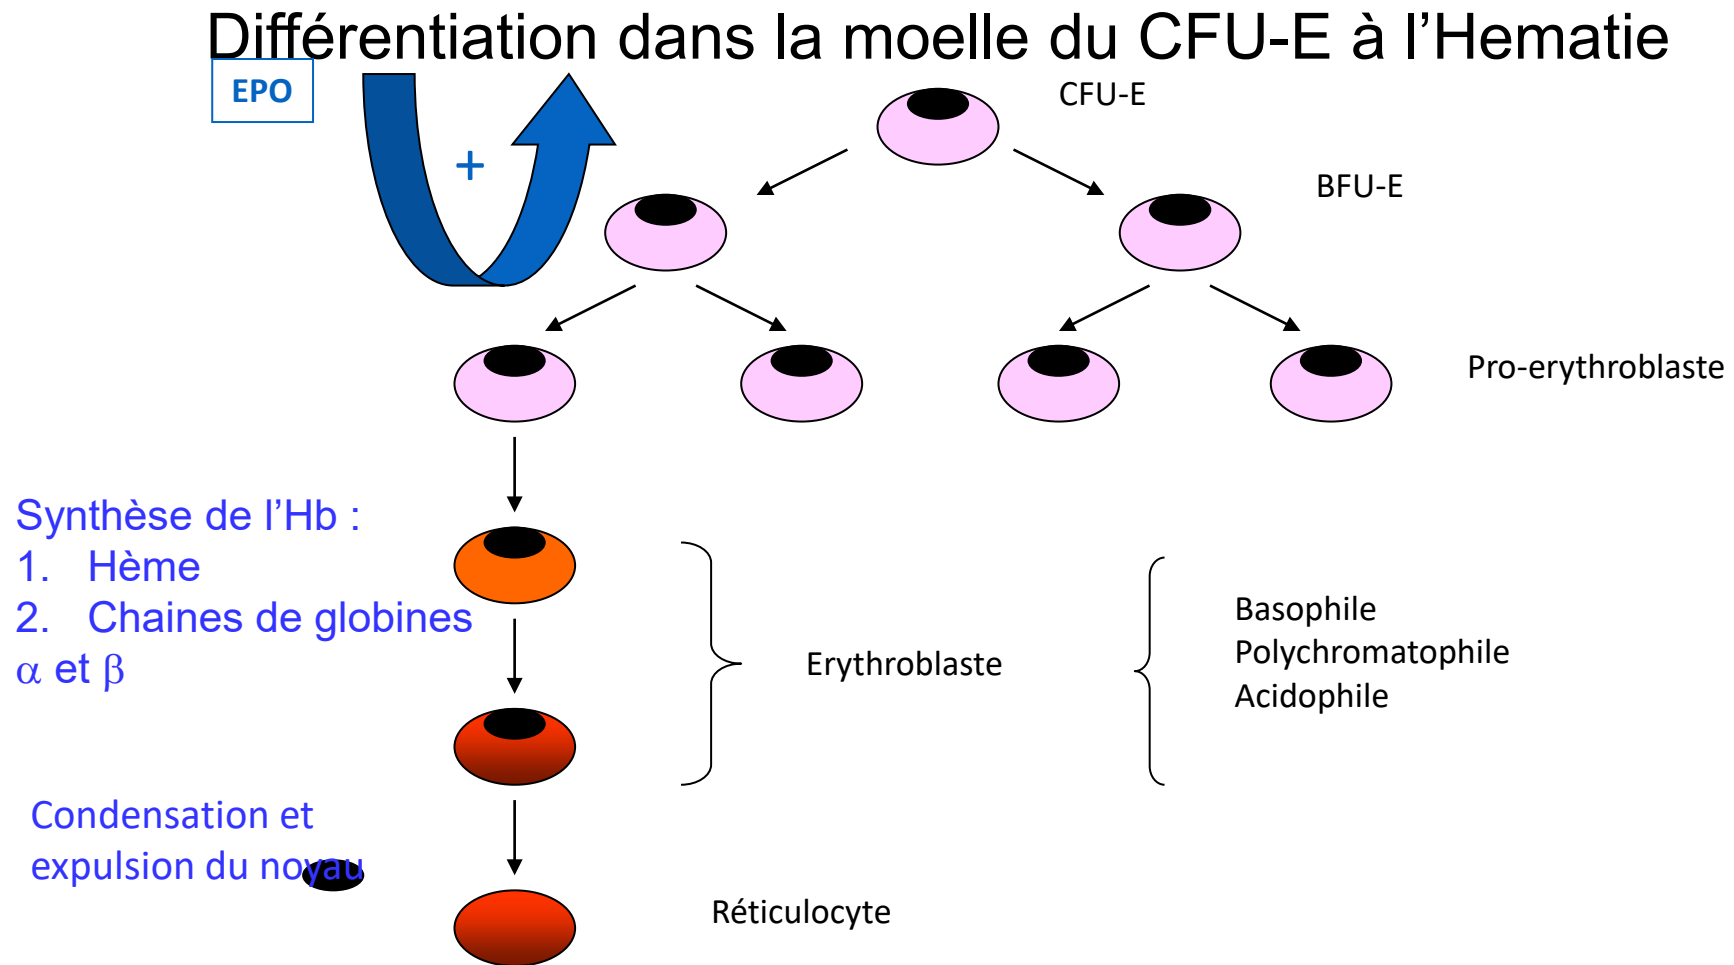 Différentiation dans la moelle du CFU-E à l’Hematie
EPO
+
CFU-E
BFU-E
Pro-erythroblaste
Synthèse de l’Hb :
1. Hème
2. Chaines de globines
α et β
Erythroblaste
Basophile
Polychromatophile
Acidophile
Condensation et
expulsion du noyau
Réticulocyte